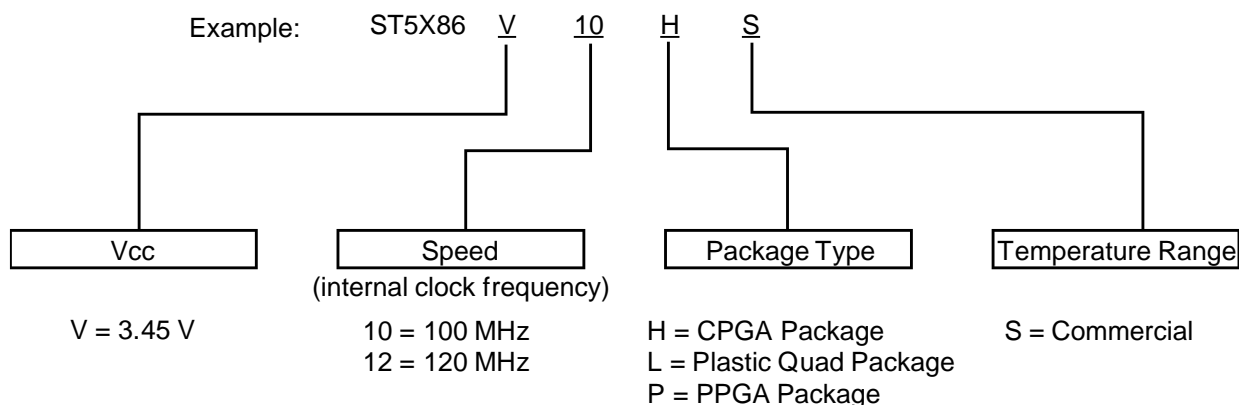 Example: ST5X86 V 10 H S
Vcc Speed Package Type Temperature Range
(internal clock frequency)
V = 3.45 V 10 = 100 MHz H = CPGA Package S = Commercial
12 = 120 MHz L = Plastic Quad Package
P = PPGA Package